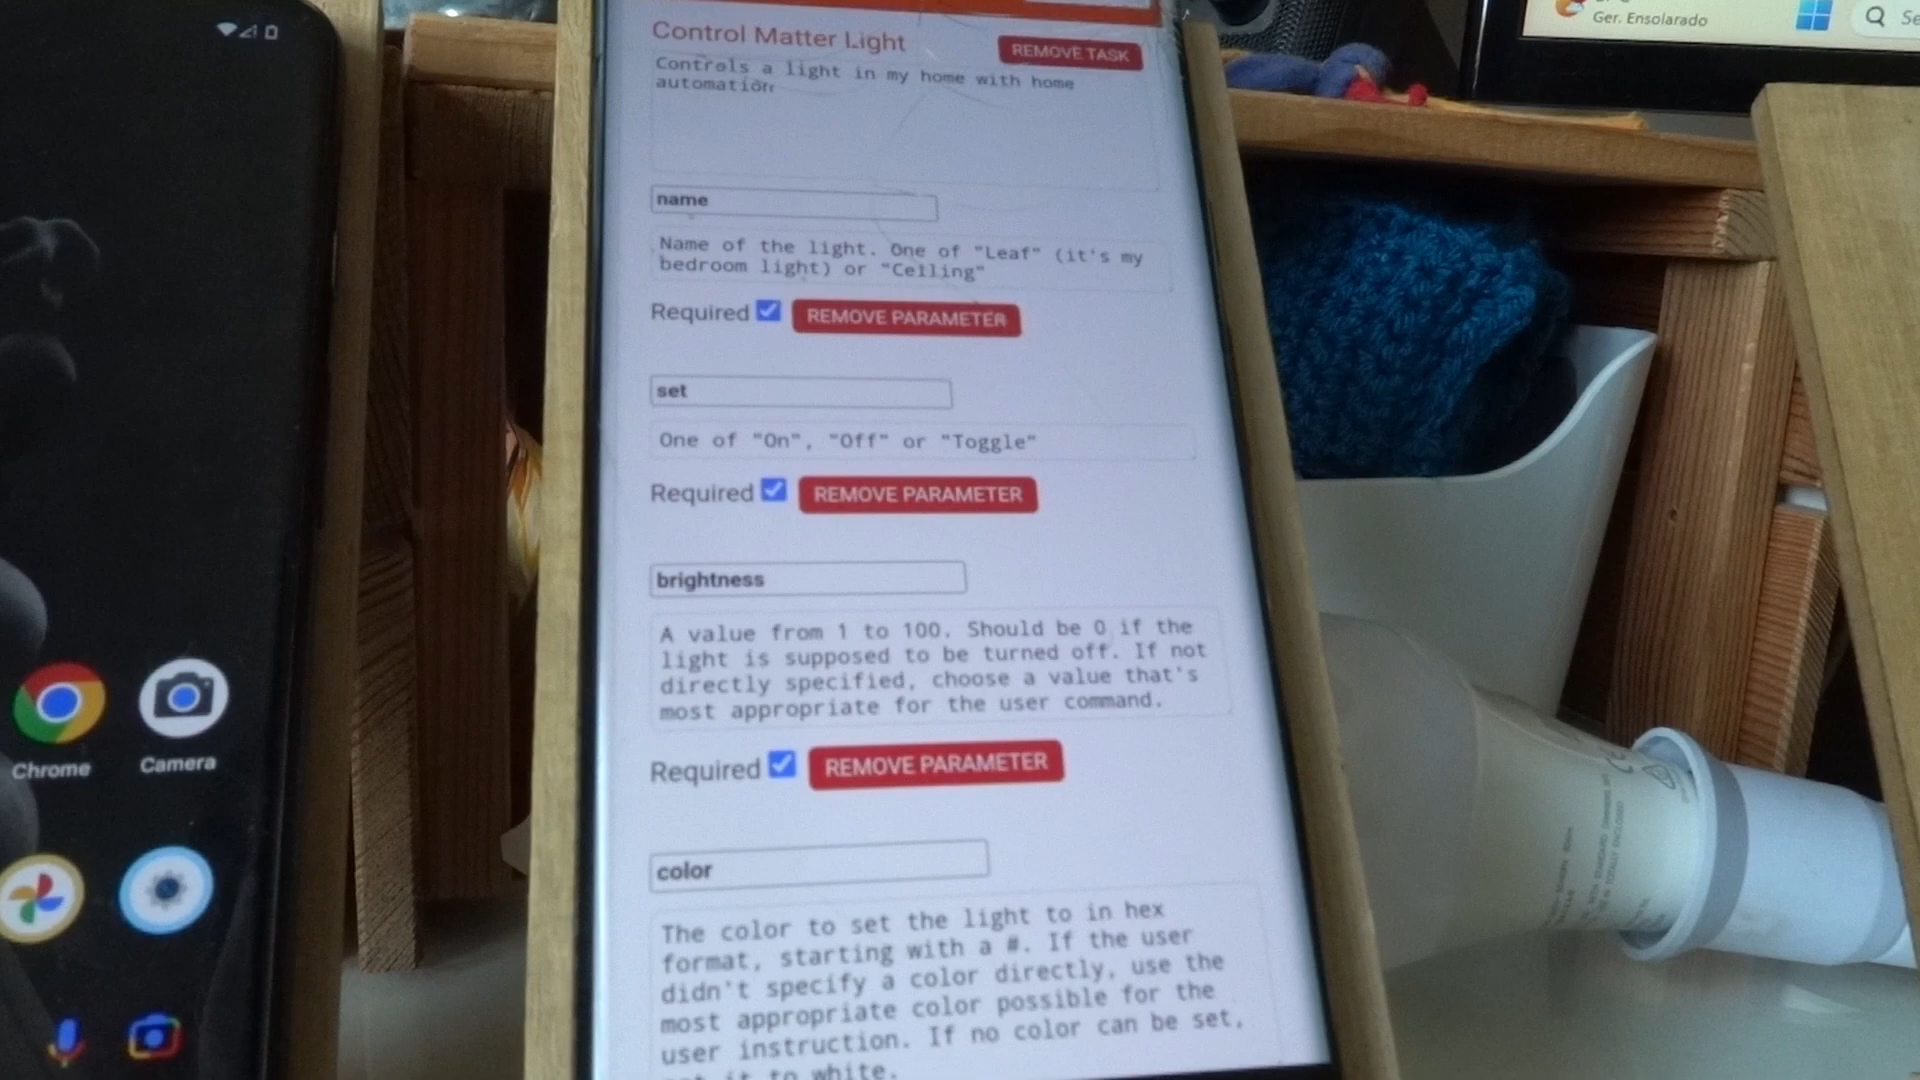 Ger. Ensolarado
Se
Control Matter Light
REMOVE TASK
Controls a light in my home with home
automation
name
Name of the light. One of "Leaf" (it's my
bedroom light) or "Ceiling"
Required
REMOVE PARAMETER
set
One of "On", "Off" or "Toggle"
Required
REMOVE PARAMETER
brightness
A value from 1 to 100. Should be 0 if the
light is supposed to be turned off. If not
directly specified, choose a value that's
most appropriate for the user command.
Required
REMOVE PARAMETER
color
The color to set the light to in hex
format, starting with a #. If the user
didn't specify a color directly, use the
most appropriate color possible for the
user instruction. If no color can be set,
it to white.
Chrome
Camera